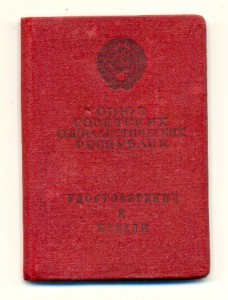 СОЮЗ
СОВЕТСКИХ
СОЦИАЛИСТИЧЕСКИХ
РЕСПУБЛИК
УДОСТОВЕРЕНИЕ
К
МЕДАЛИ